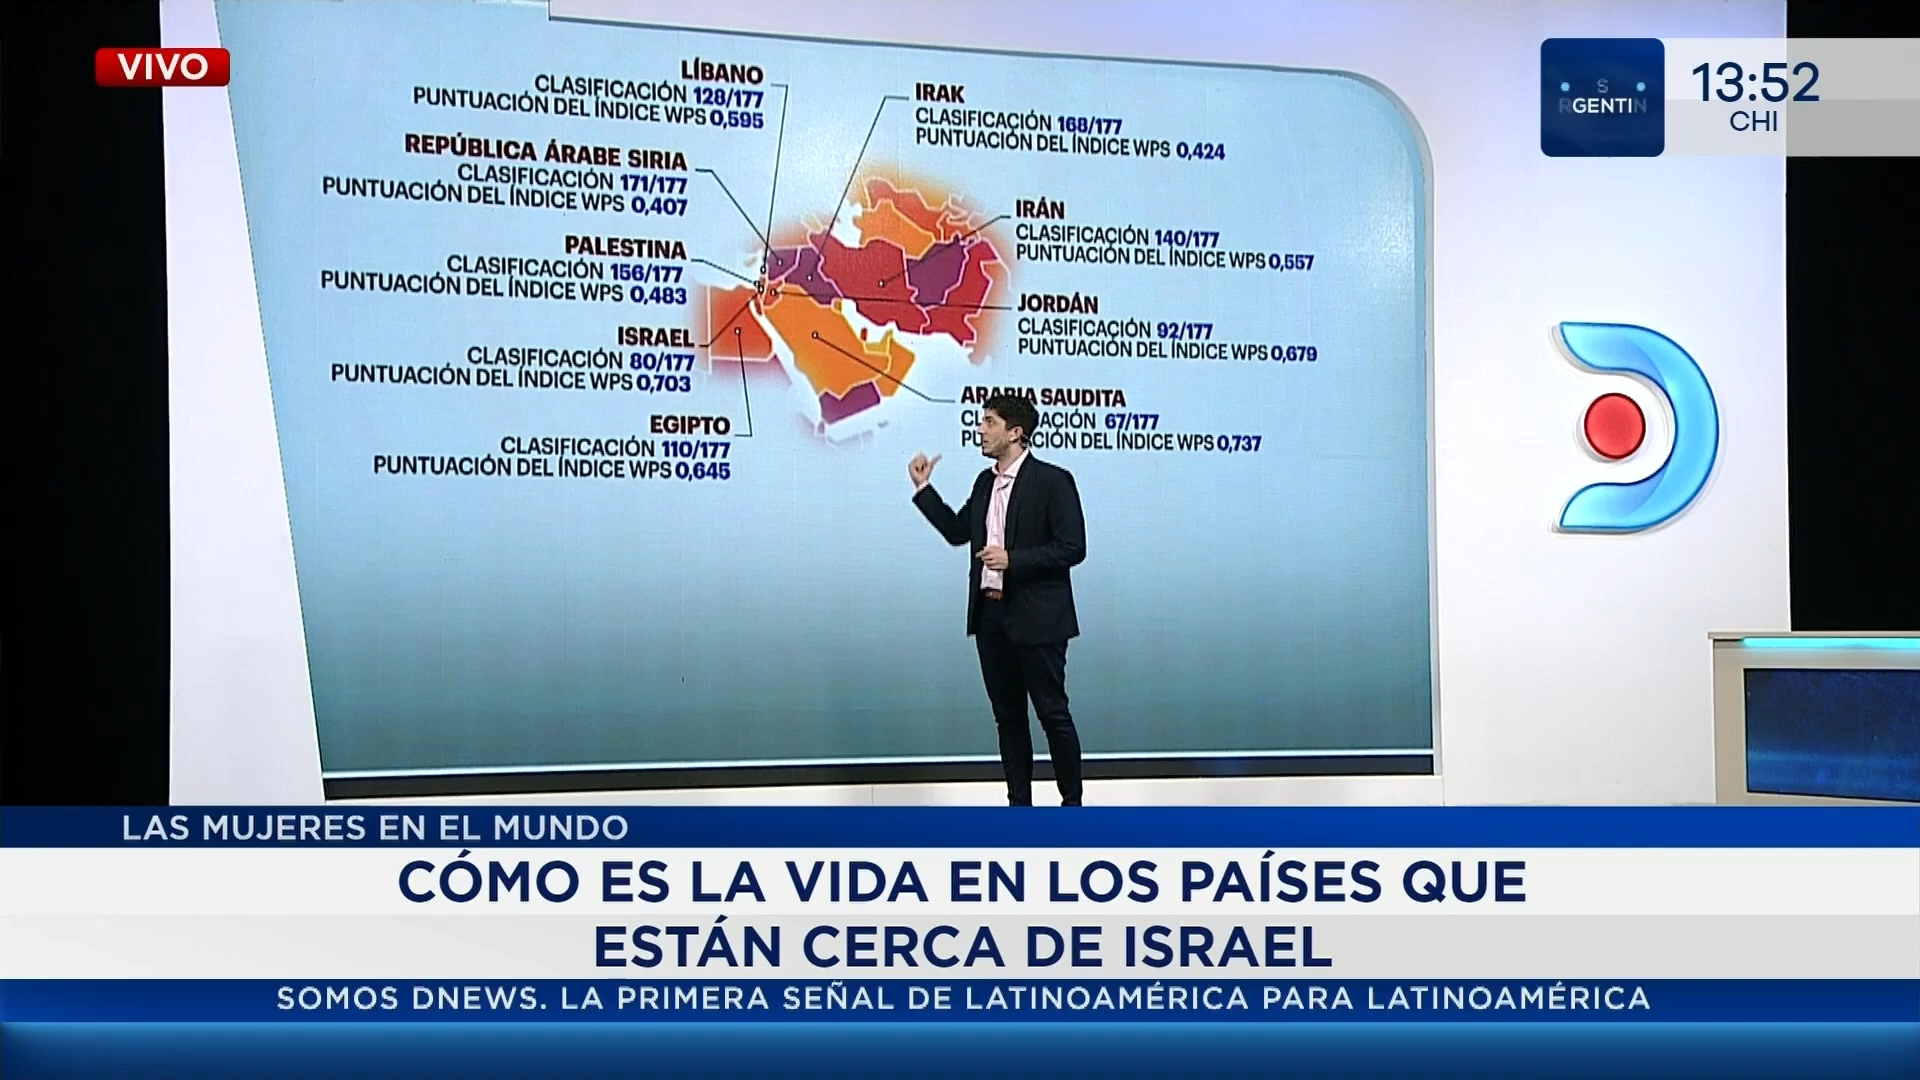 VIVO
LÍBANO
CLASIFICACIÓN 128/177
PUNTUACIÓN DEL ÍNDICE WPS 0,595
REPÚBLICA ÁRABE SIRIA
CLASIFICACIÓN 171/177
PUNTUACIÓN DEL ÍNDICE WPS 0,407
PALESTINA
CLASIFICACIÓN 156/177
PUNTUACIÓN DEL ÍNDICE WPS 0,483
ISRAEL
CLASIFICACIÓN 80/177
PUNTUACIÓN DEL ÍNDICE WPS 0,703
EGIPTO
CLASIFICACIÓN 110/177
PUNTUACIÓN DEL ÍNDICE WPS 0,645
IRAK
CLASIFICACIÓN 168/177
PUNTUACIÓN DEL ÍNDICE WPS 0,424
IRÁN
CLASIFICACIÓN 140/177
PUNTUACIÓN DEL ÍNDICE WPS 0,557
JORDÁN
CLASIFICACIÓN 92/177
PUNTUACIÓN DEL ÍNDICE WPS 0,679
ARABIA SAUDITA
67/177
DEL ÍNDICE WPS 0,737
13:52
CHI
LAS MUJERES EN EL MUNDO
CÓMO ES LA VIDA EN LOS PAÍSES QUE
ESTÁN CERCA DE ISRAEL
SOMOS DNEWS. LA PRIMERA SEÑAL DE LATINOAMÉRICA PARA LATINOAMÉRICA